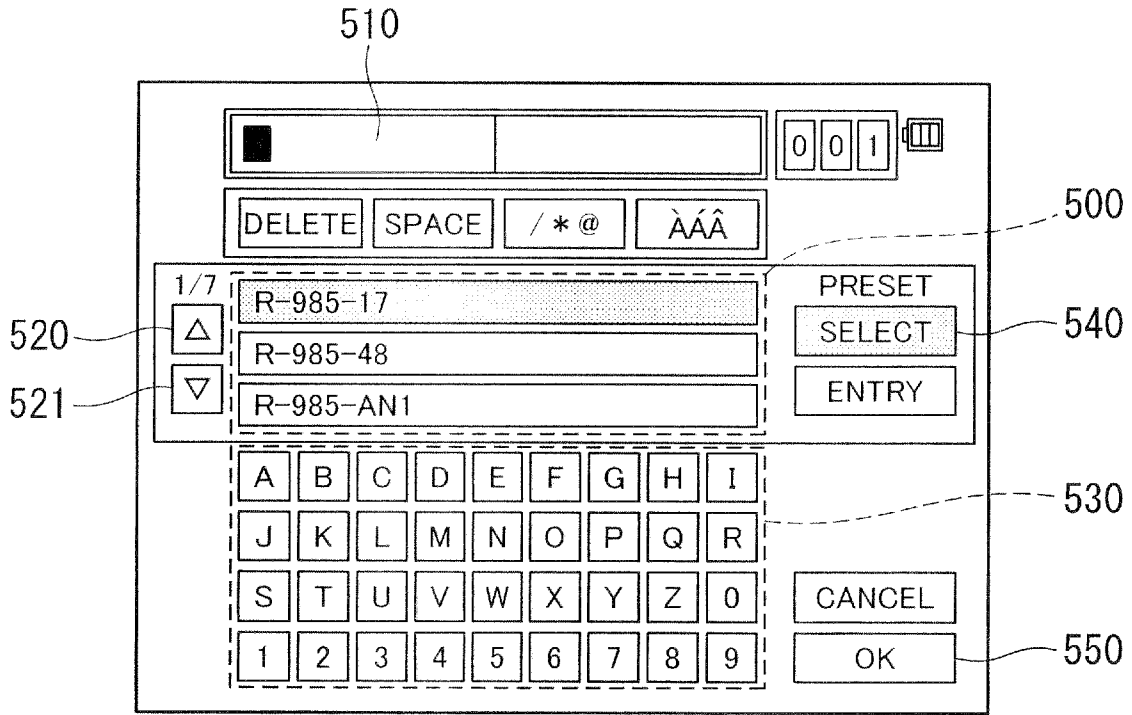 510
0 0 1
DELETE SPACE /*@ ÀÁÂ
500
1/7
PRESET
R-985-17
SELECT
520
△
540
R-985-48
521
▽
ENTRY
R-985-AN1
A B C D E F G H I
530
J K L M N O P Q R
S T U V W X Y Z 0
CANCEL
1 2 3 4 5 6 7 8 9
OK
550